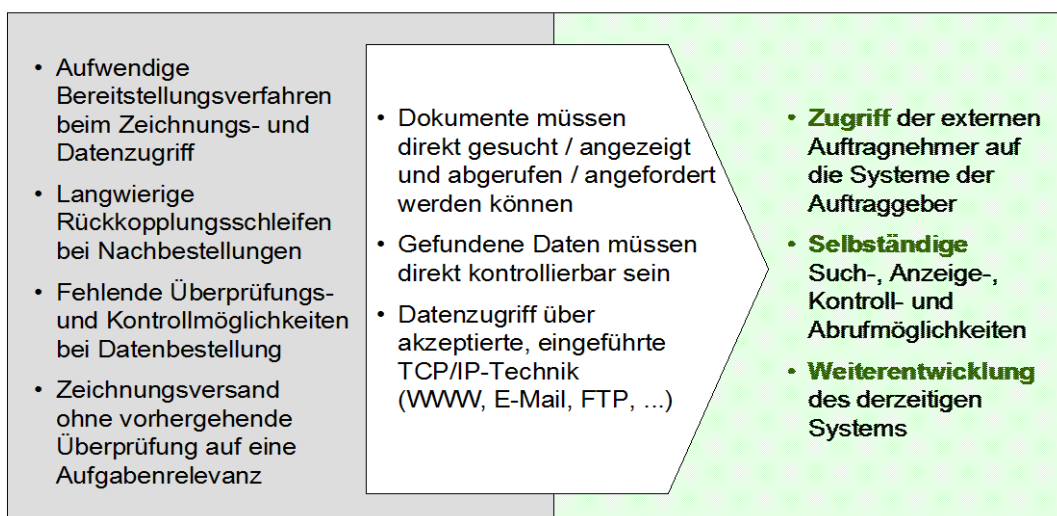 • Aufwendige
Bereitstellungsverfahren
beim Zeichnungs- und
Datenzugriff
• Langwierige
Rückkopplungsschleifen
bei Nachbestellungen
• Fehlende Überprüfungs-
und Kontrollmöglichkeiten
bei Datenbestellung
• Zeichnungsversand
ohne vorhergehende
Überprüfung auf eine
Aufgabenrelevanz
• Dokumente müssen
direkt gesucht / angezeigt
und abgerufen / angefordert
werden können
• Gefundene Daten müssen
direkt kontrollierbar sein
• Datenzugriff über
akzeptierte, eingeführte
TCP/IP-Technik
(WWW, E-Mail, FTP, ...)
• Zugriff der externen
Auftragnehmer auf
die Systeme der
Auftraggeber
• Selbständige
Such-, Anzeige-,
Kontroll- und
Abrufmöglichkeiten
• Weiterentwicklung
des derzeitigen
Systems